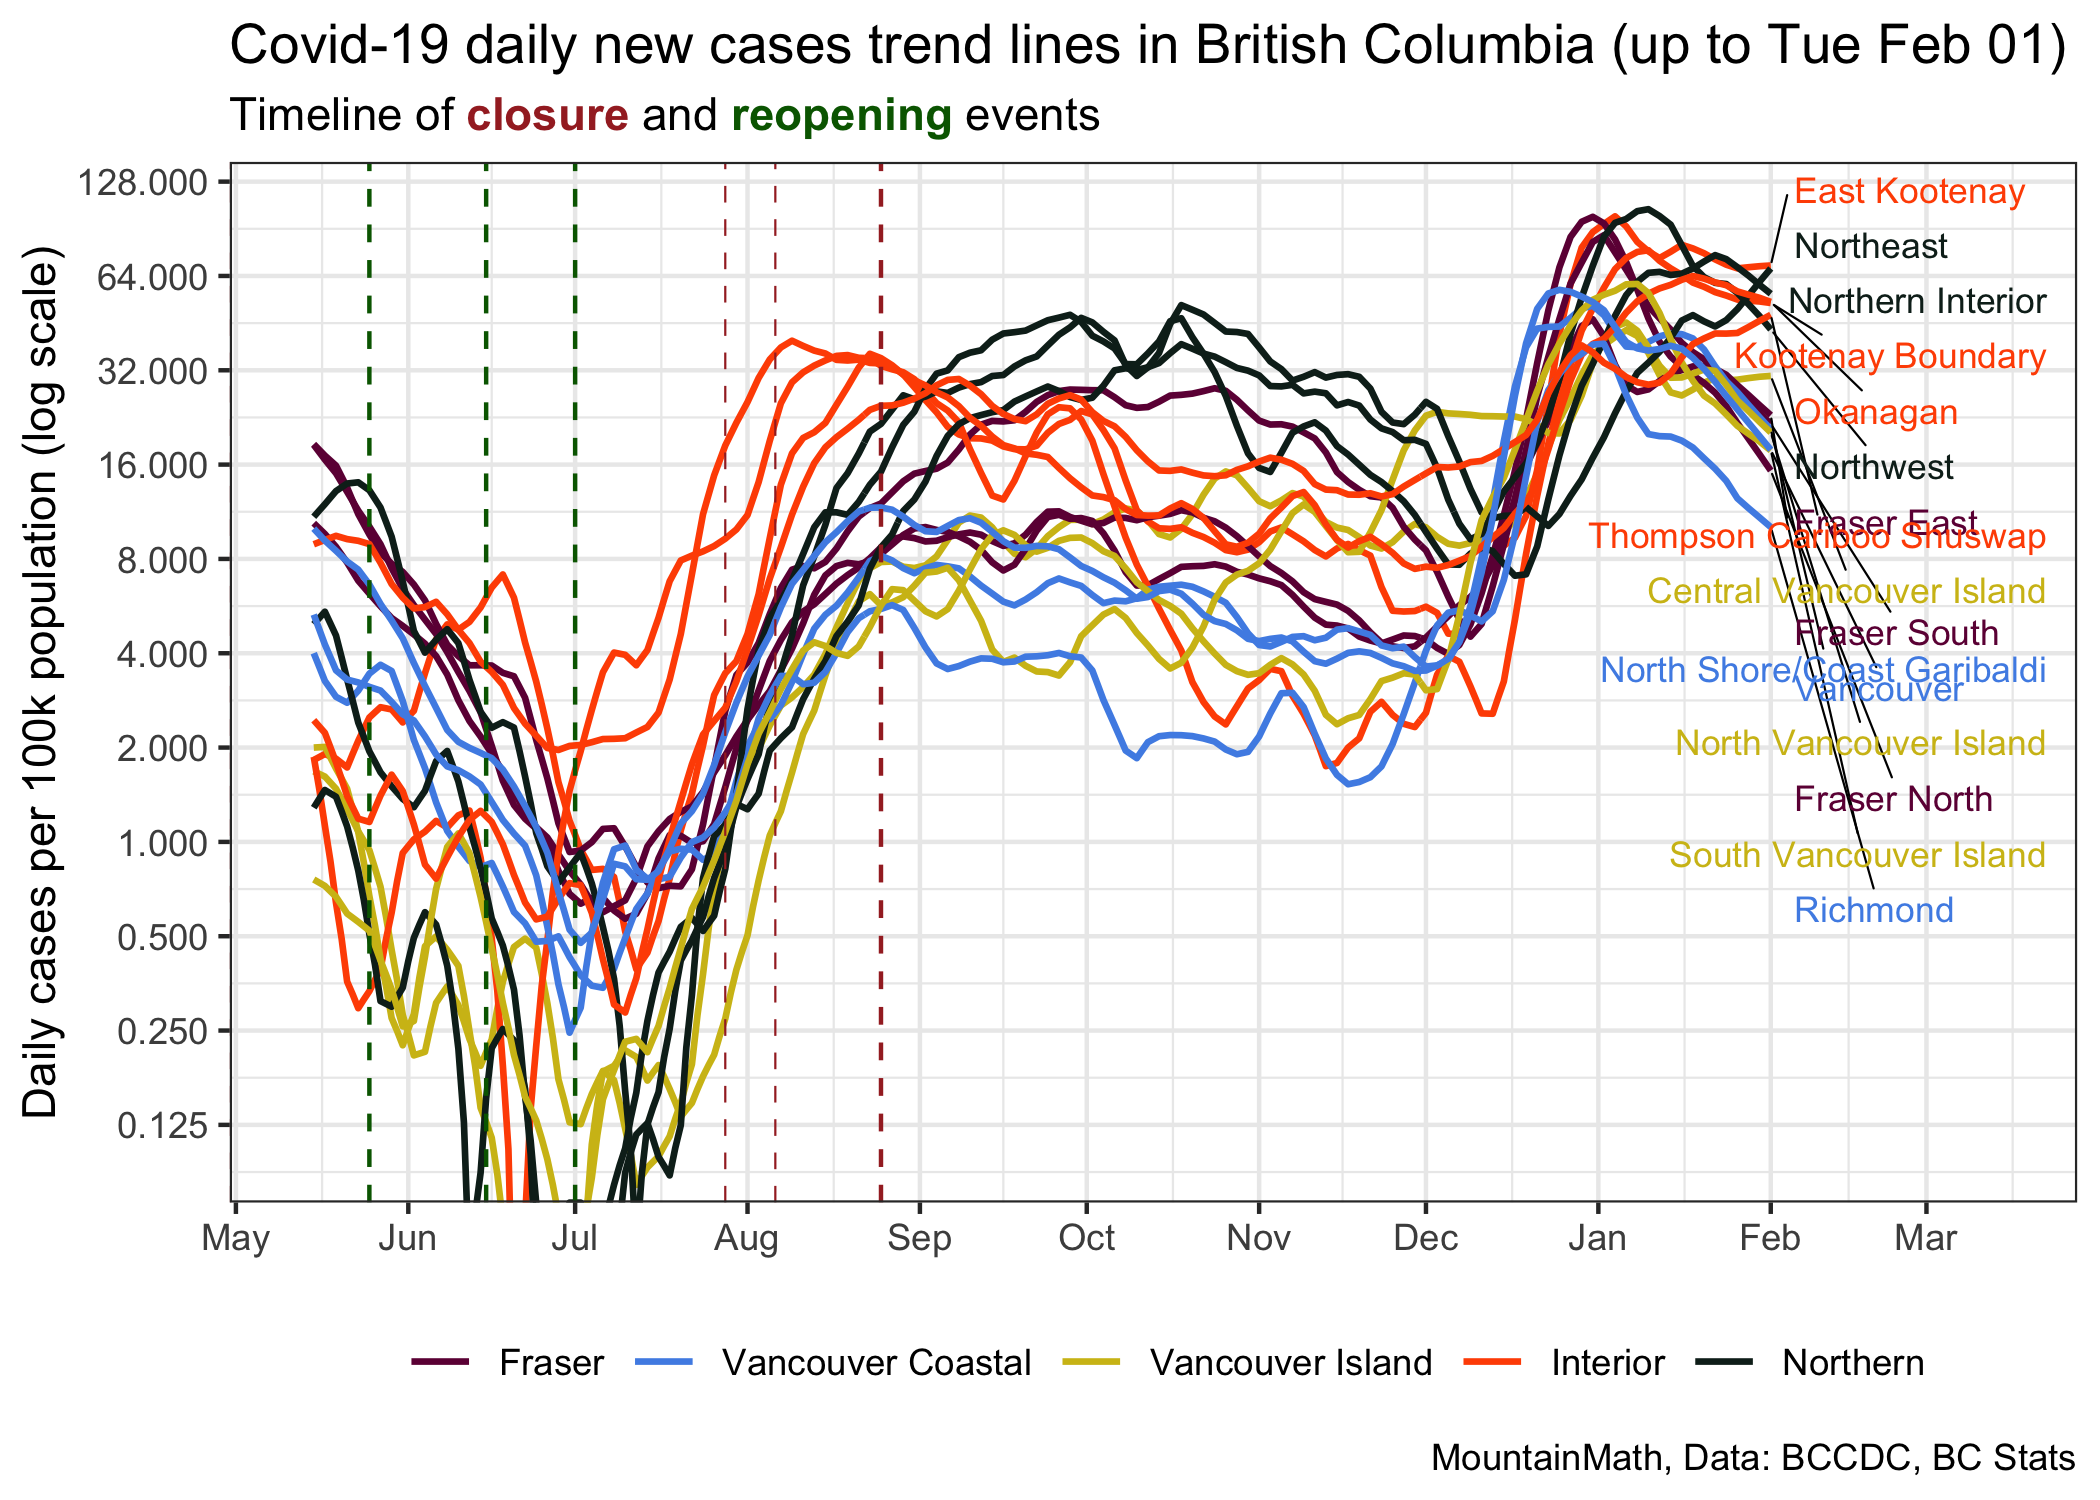 Covid-19 daily new cases trend lines in British Columbia (up to Tue Feb 01)
Timeline of closure and reopening events
Daily cases per 100k population (log scale)
128.000
64.000
32.000
16.000
8.000
4.000
2.000
1.000
0.500
0.250
0.125
East Kootenay
Northeast
Northern Interior
Kootenay Boundary
Okanagan
Northwest
Fraser East
Thompson Cariboo Shuswap
Central Vancouver Island
Fraser South
North Shore/Coast Garibaldi
Vancouver
North Vancouver Island
Fraser North
South Vancouver Island
Richmond
May Jun Jul Aug Sep Oct Nov Dec Jan Feb Mar
Fraser Vancouver Coastal Vancouver Island Interior Northern
MountainMath, Data: BCCDC, BC Stats